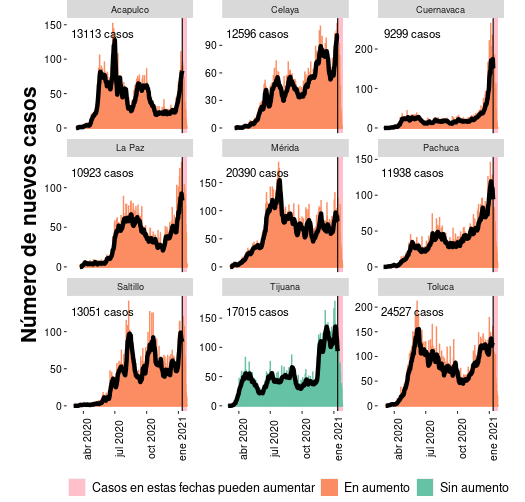 Número de nuevos casos
Acapulco
Celaya
Cuernavaca
13113 casos
12596 casos
9299 casos
150
100
50
0
90
60
30
0
200
100
0
La Paz
Mérida
Pachuca
10923 casos
20390 casos
11938 casos
100
50
0
150
100
50
0
150
100
50
0
Saltillo
Tijuana
Toluca
13051 casos
17015 casos
24527 casos
100
50
0
150
100
50
0
200
150
100
50
0
abr 2020
jul 2020
oct 2020
ene 2021
abr 2020
jul 2020
oct 2020
ene 2021
abr 2020
jul 2020
oct 2020
ene 2021
Casos en estas fechas pueden aumentar
En aumento
Sin aumento